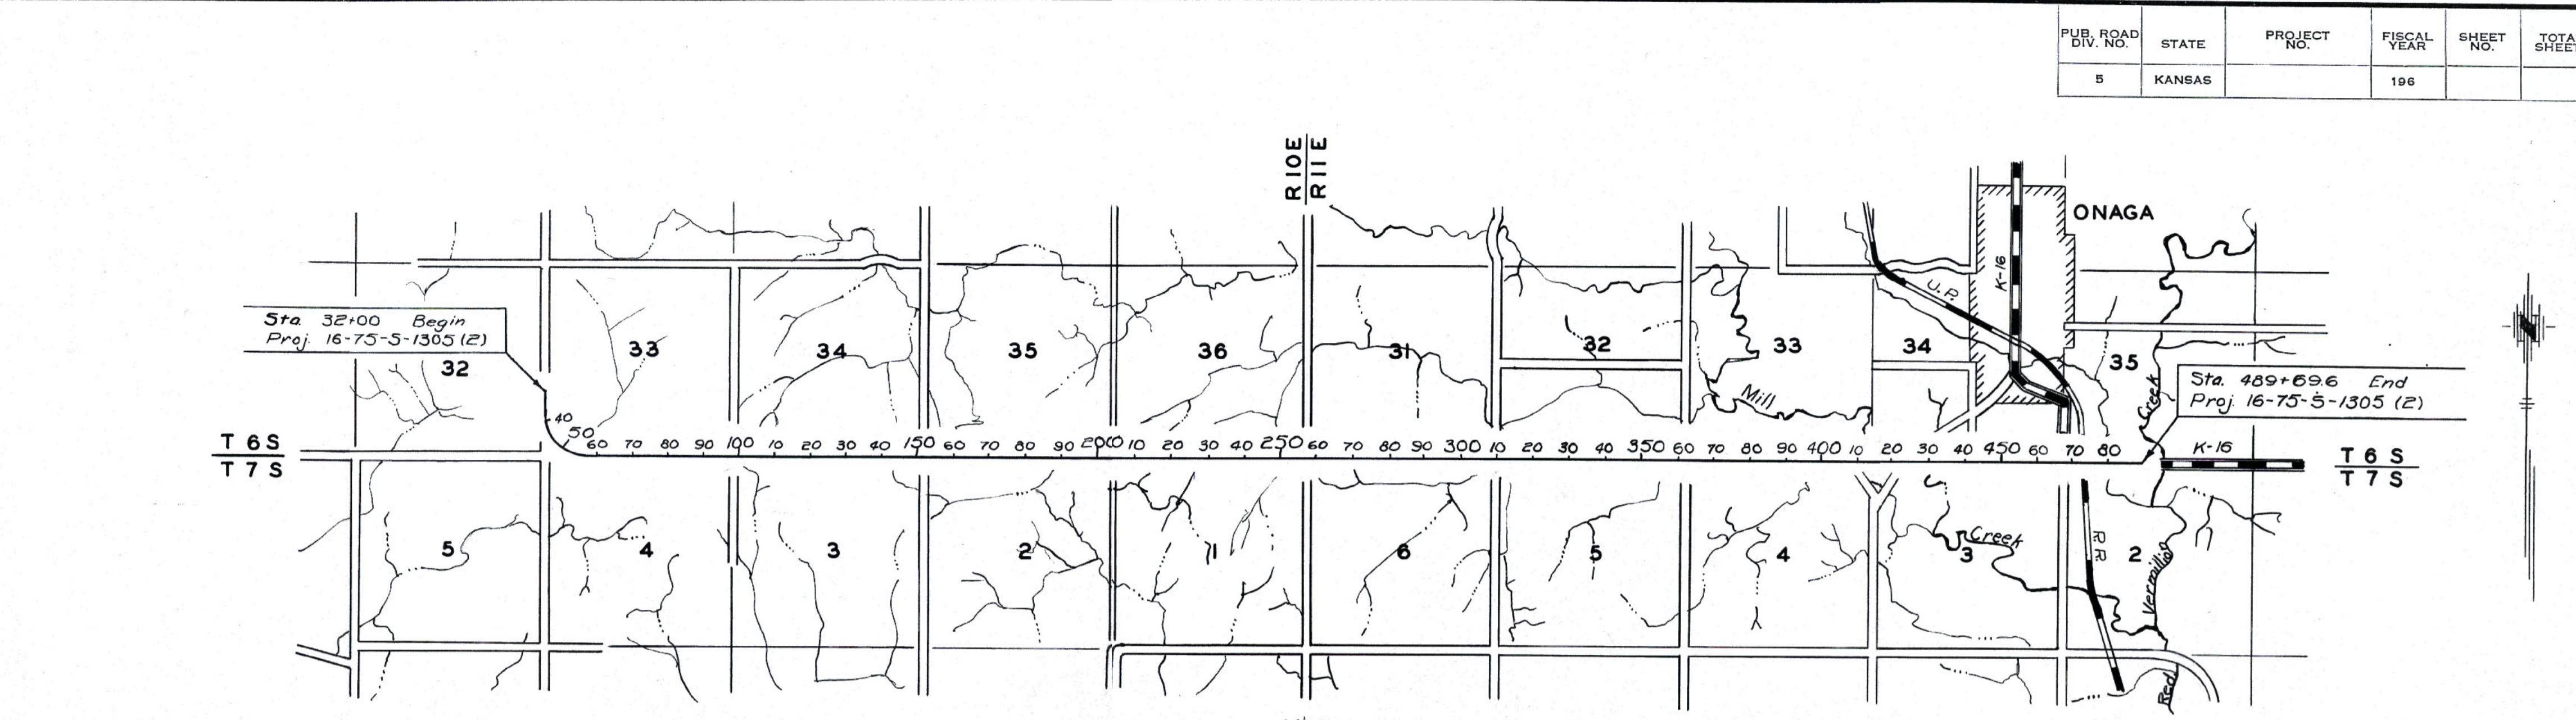 PUB. ROAD DIV. NO. STATE PROJECT NO. FISCAL YEAR SHEET NO.
5 KANSAS 196
R 10 E
R 11 E
ONAGA
K-16
U.P.
Sta. 32+00 Begin
Proj. 16-75-S-1305(2)
32 33 34 35 36 31 32 33 34 35
Mill
Creek
Sta. 489+69.6 End
Proj. 16-75-S-1305 (2)
T 6 S
T 7 S
40 50 60 70 80 90 100 10 20 30 40 150 60 70 80 90 200 10 20 30 40 250 60 70 80 90 300 10 20 30 40 350 60 70 80 90 400 10 20 30 40 450 60 70 80
K-16
T 6 S
T 7 S
5 4 3 2 1 6 5 4 3 2
Creek
R.R.
Vermillion
Red